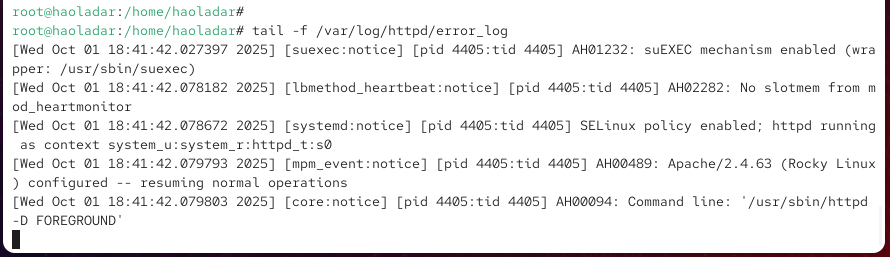 root@haoladar:/home/haoladar#
root@haoladar:/home/haoladar# tail -f /var/log/httpd/error_log
[Wed Oct 01 18:41:42.027397 2025] [suexec:notice] [pid 4405:tid 4405] AH01232: suEXEC mechanism enabled (wra
pper: /usr/sbin/suexec)
[Wed Oct 01 18:41:42.078182 2025] [lbmethod_heartbeat:notice] [pid 4405:tid 4405] AH02282: No slotmem from m
od_heartmonitor
[Wed Oct 01 18:41:42.078672 2025] [systemd:notice] [pid 4405:tid 4405] SELinux policy enabled; httpd running
 as context system_u:system_r:httpd_t:s0
[Wed Oct 01 18:41:42.079793 2025] [mpm_event:notice] [pid 4405:tid 4405] AH00489: Apache/2.4.63 (Rocky Linux
) configured -- resuming normal operations
[Wed Oct 01 18:41:42.079803 2025] [core:notice] [pid 4405:tid 4405] AH00094: Command line: '/usr/sbin/httpd
-D FOREGROUND'